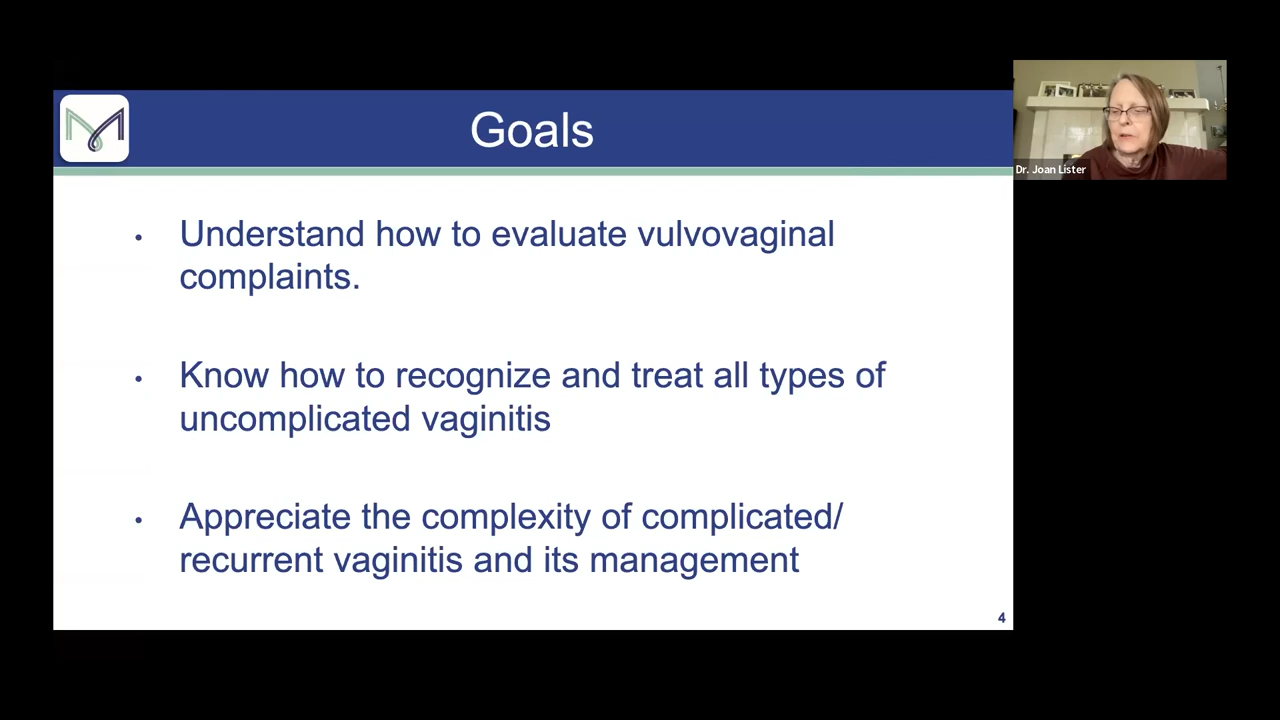 Goals
Dr. Joan Lister
• Understand how to evaluate vulvovaginal
complaints.
• Know how to recognize and treat all types of
uncomplicated vaginitis
• Appreciate the complexity of complicated/
recurrent vaginitis and its management
4